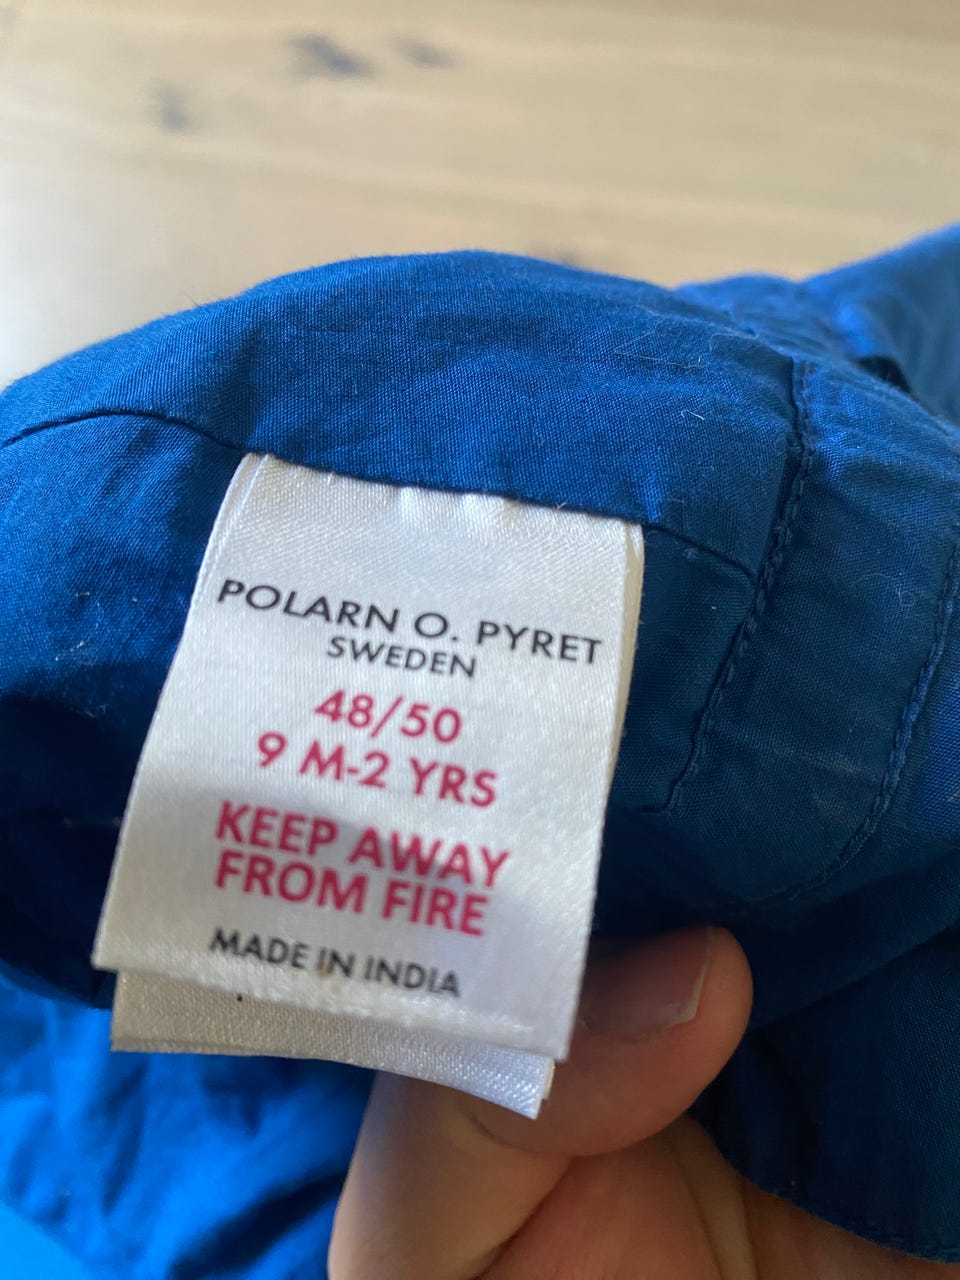 POLARN O. PYRET
SWEDEN
48/50
9 M-2 YRS
KEEP AWAY
FROM FIRE
MADE IN INDIA